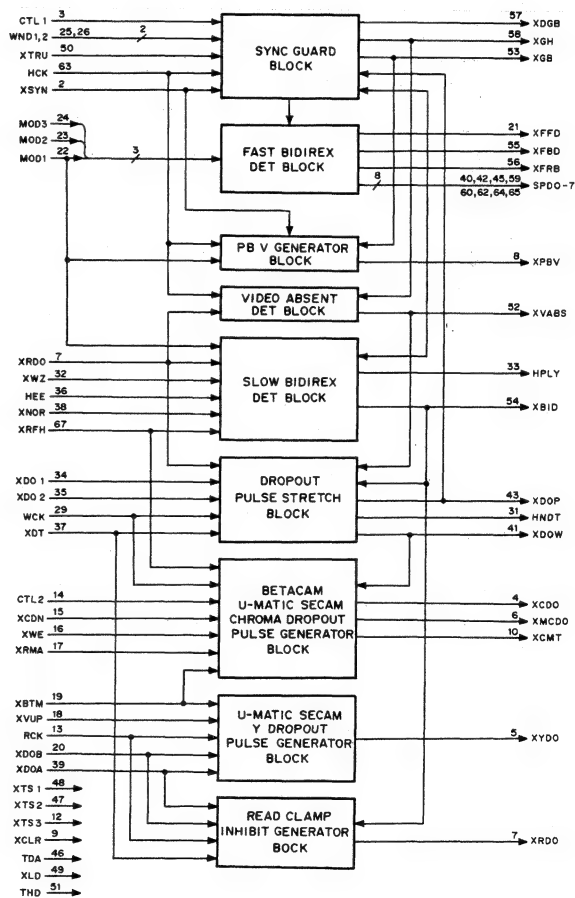 CTL 1 3
WND1,2 25,26 2
XTRU 50
HCK 63
XSYN 2
SYNC GUARD
BLOCK
57 XDGB
58 XGH
53 XGB
MOD3 24
MOD2 23
MOD1 22
3
FAST BIDIREX
DET BLOCK
21 XFFD
55 XFBD
56 XFRB
8 40,42,45,59 SPDO-7
60,62,64,65
PB V GENERATOR
BLOCK
8 XPBV
VIDEO ABSENT
DET BLOCK
52 XVABS
XRDO 7
XWZ 32
HEE 36
XNOR 38
XRFH 67
SLOW BIDIREX
DET BLOCK
33 HPLY
54 XBID
XDO 1 34
XDO 2 35
WCK 29
XDT 37
DROPOUT
PULSE STRETCH
BLOCK
43 XDOP
31 HNDT
41 XDOW
CTL2 14
XCDN 15
XWE 16
XRMA 17
BETACAM
U-MATIC SECAM
CHROMA DROPOUT
PULSE GENERATOR
BLOCK
4 XCDO
6 XMCDO
10 XCMT
XBTM 19
XVUP 18
RCK 13
XDOB 20
XDOA 39
U-MATIC SECAM
Y DROPOUT
PULSE GENERATOR
BLOCK
5 XYDO
XTS 1 48
XTS 2 47
XTS 3 12
XCLR 9
TDA 46
XLD 49
THD 51
READ CLAMP
INHIBIT GENERATOR
BOCK
7 XRDO